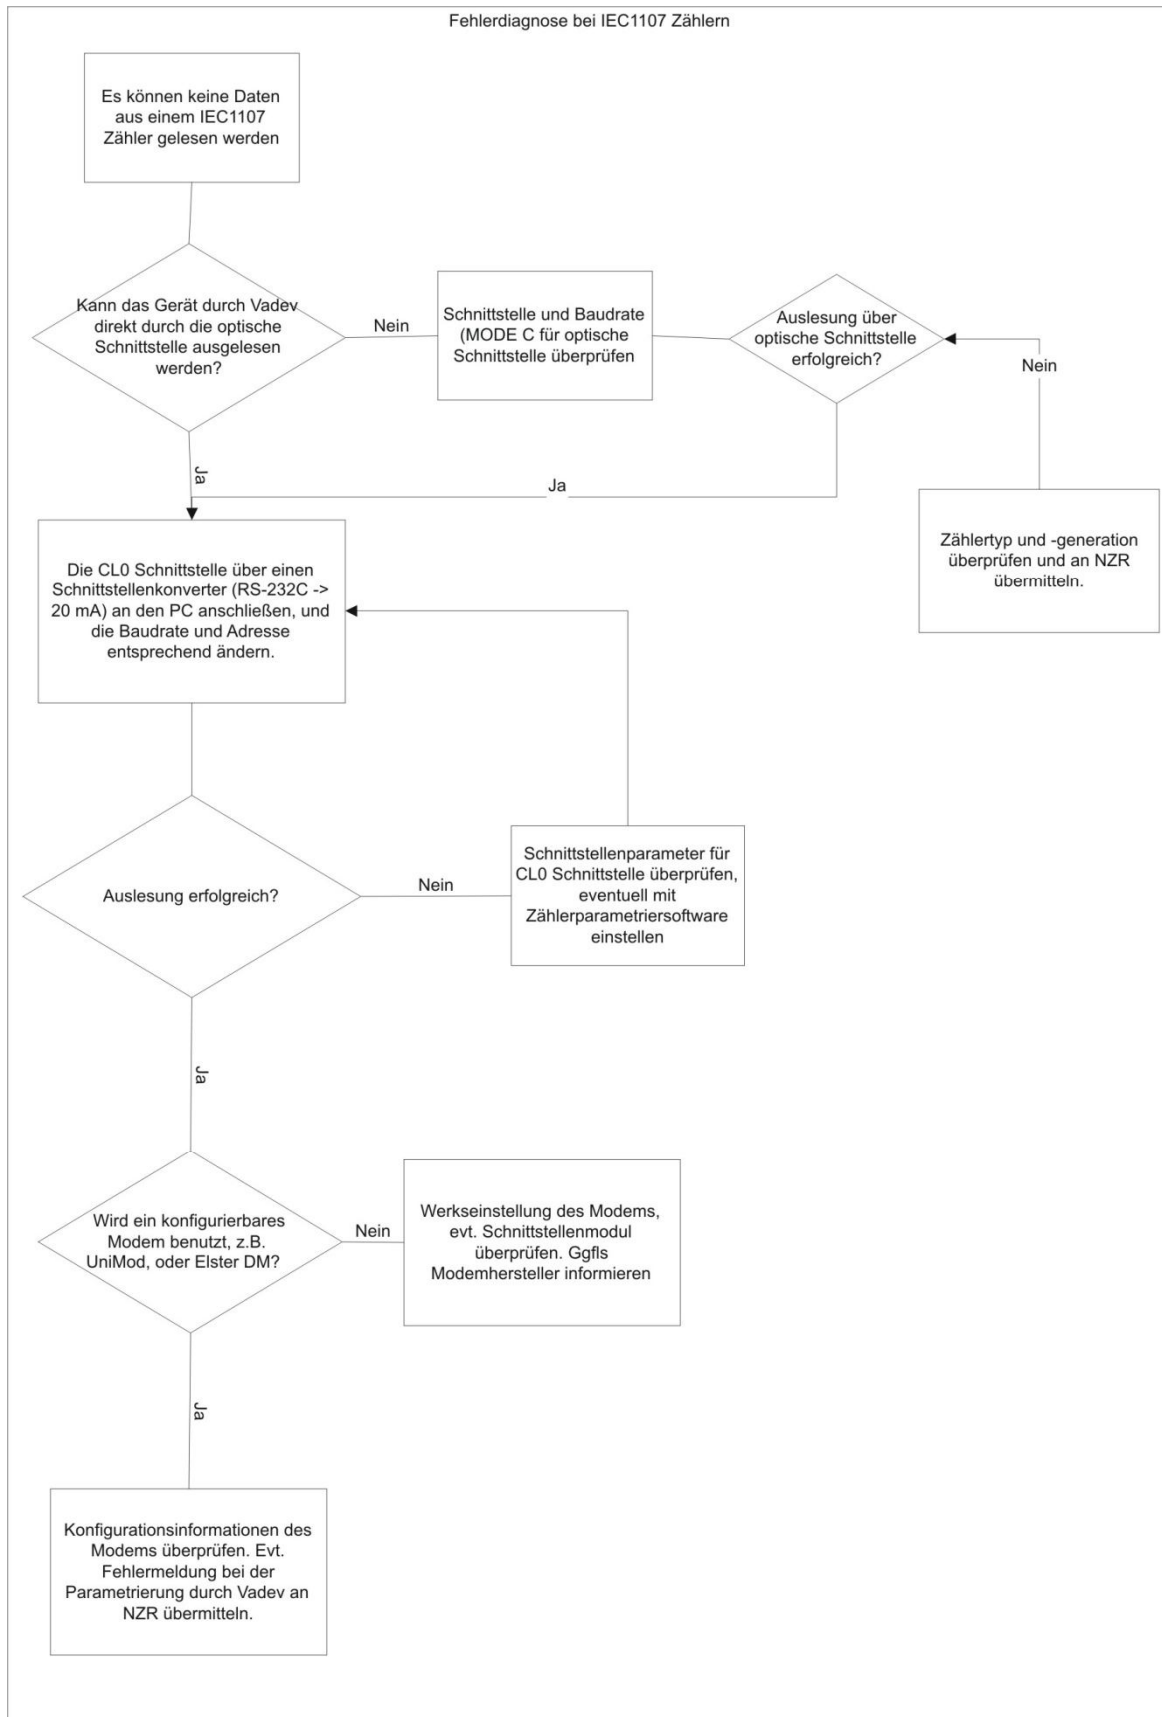 Fehlerdiagnose bei IEC1107 Zählern
Es können keine Daten
aus einem IEC1107
Zähler gelesen werden
Kann das Gerät durch Vadev
direkt durch die optische
Schnittstelle ausgelesen
werden?
Nein
Schnittstelle und Baudrate
(MODE C für optische
Schnittstelle überprüfen
Auslesung über
optische Schnittstelle
erfolgreich?
Nein
Ja
Ja
Zählertyp und -generation
überprüfen und an NZR
übermitteln.
Die CL0 Schnittstelle über einen
Schnittstellenkonverter (RS-232C ->
20 mA) an den PC anschließen, und
die Baudrate und Adresse
entsprechend ändern.
Auslesung erfolgreich?
Nein
Schnittstellenparameter für
CL0 Schnittstelle überprüfen,
eventuell mit
Zählerparametriersoftware
einstellen
Ja
Wird ein konfigurierbares
Modem benutzt, z.B.
UniMod, oder Elster DM?
Nein
Werkseinstellung des Modems,
evt. Schnittstellenmodul
überprüfen. Ggfls
Modemhersteller informieren
Ja
Konfigurationsinformationen des
Modems überprüfen. Evt.
Fehlermeldung bei der
Parametrierung durch Vadev an
NZR übermitteln.